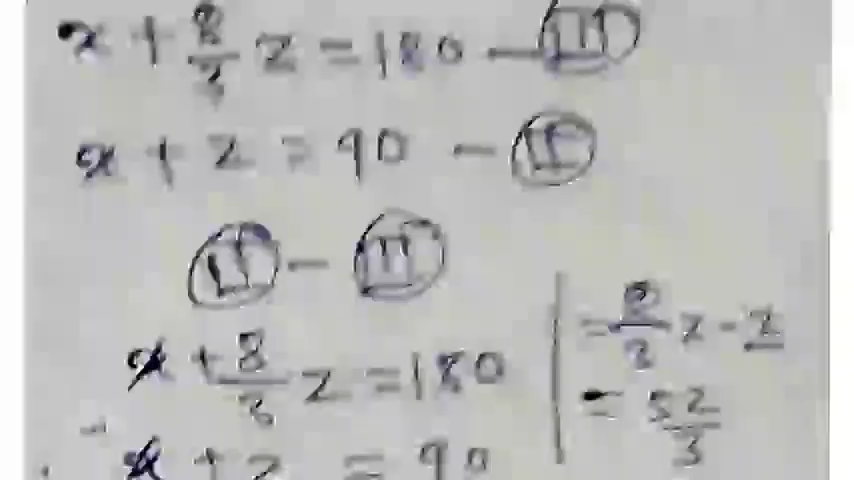 x + 8/3 z = 180 — III
x + z = 90 — II
II — III
x + 8/3 z = 180
= 8/3 z - z
= 5z/3
- x + z = 90